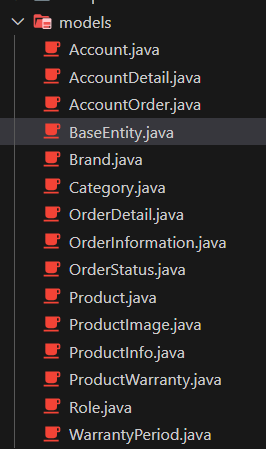 models
Account.java
AccountDetail.java
AccountOrder.java
BaseEntity.java
Brand.java
Category.java
OrderDetail.java
OrderInformation.java
OrderStatus.java
Product.java
ProductImage.java
ProductInfo.java
ProductWarranty.java
Role.java
WarrantyPeriod.java